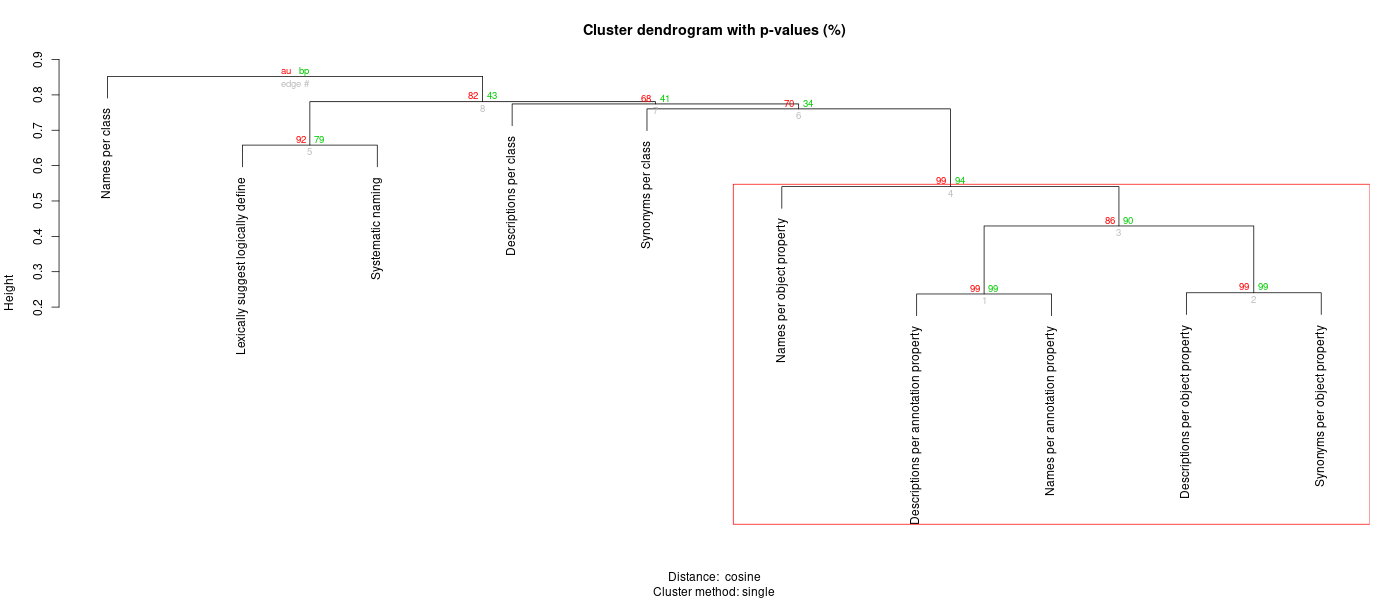 Cluster dendrogram with p-values (%)
Height
0.9
0.8
0.7
0.6
0.5
0.4
0.3
0.2
au bp
edge #
82 43
8
68 41
7
70 34
6
92 79
5
99 94
4
86 90
3
99 99
1
99 99
2
Names per class
Lexically suggest logically define
Systematic naming
Descriptions per class
Synonyms per class
Names per object property
Descriptions per annotation property
Names per annotation property
Descriptions per object property
Synonyms per object property
Distance: cosine
Cluster method: single